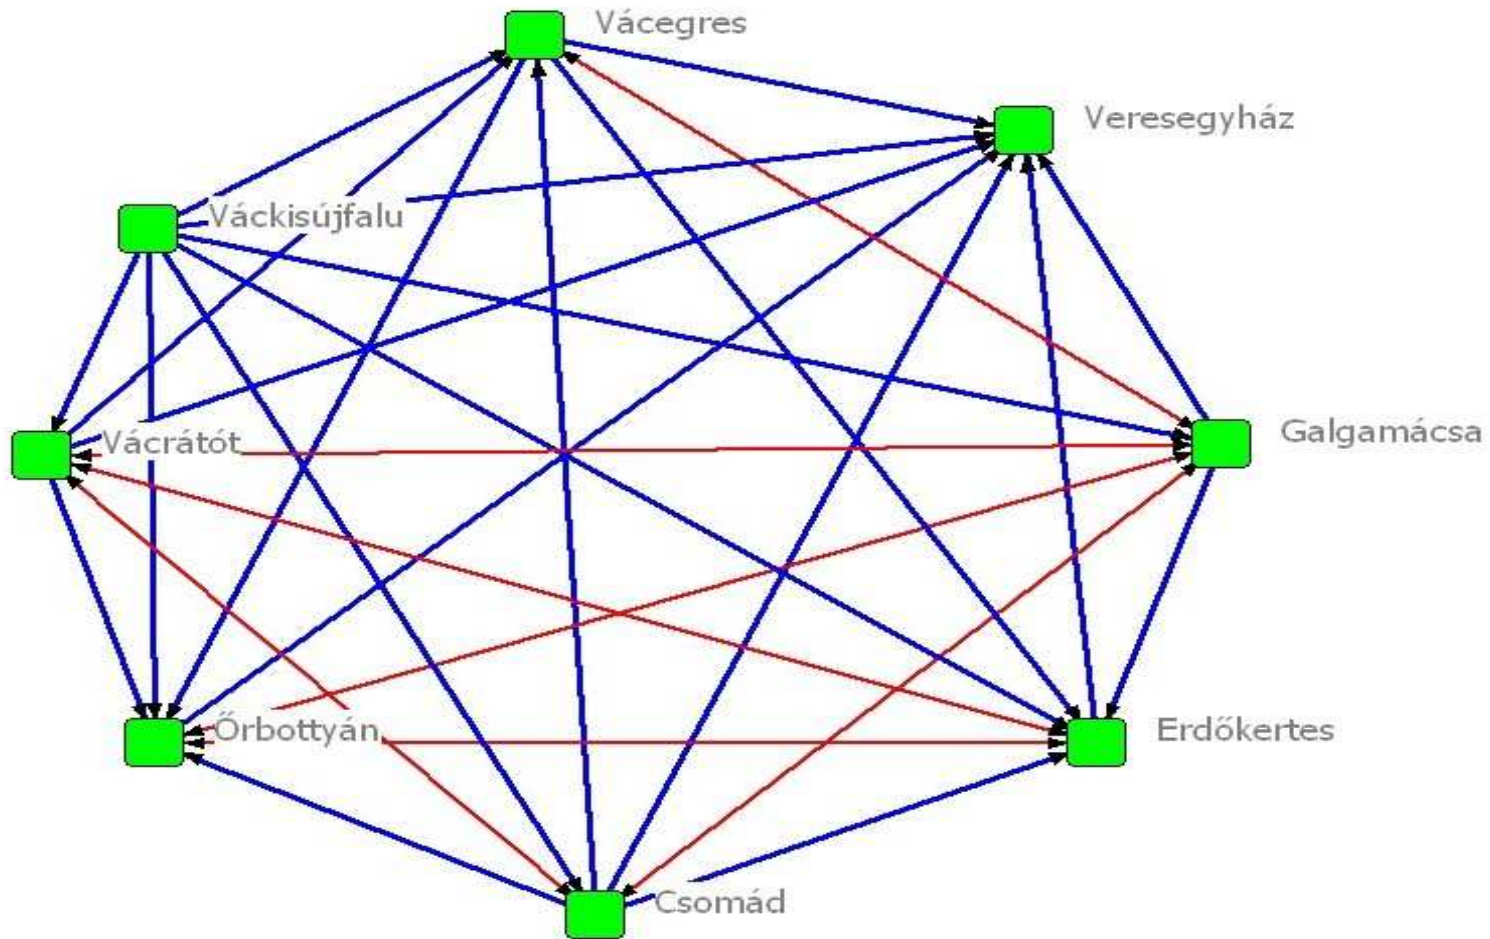 Vácegres
Veresegyház
Váckisújfalu
Galgamácsa
Vácrátót
Őrbottyán
Erdőkertes
Csomád